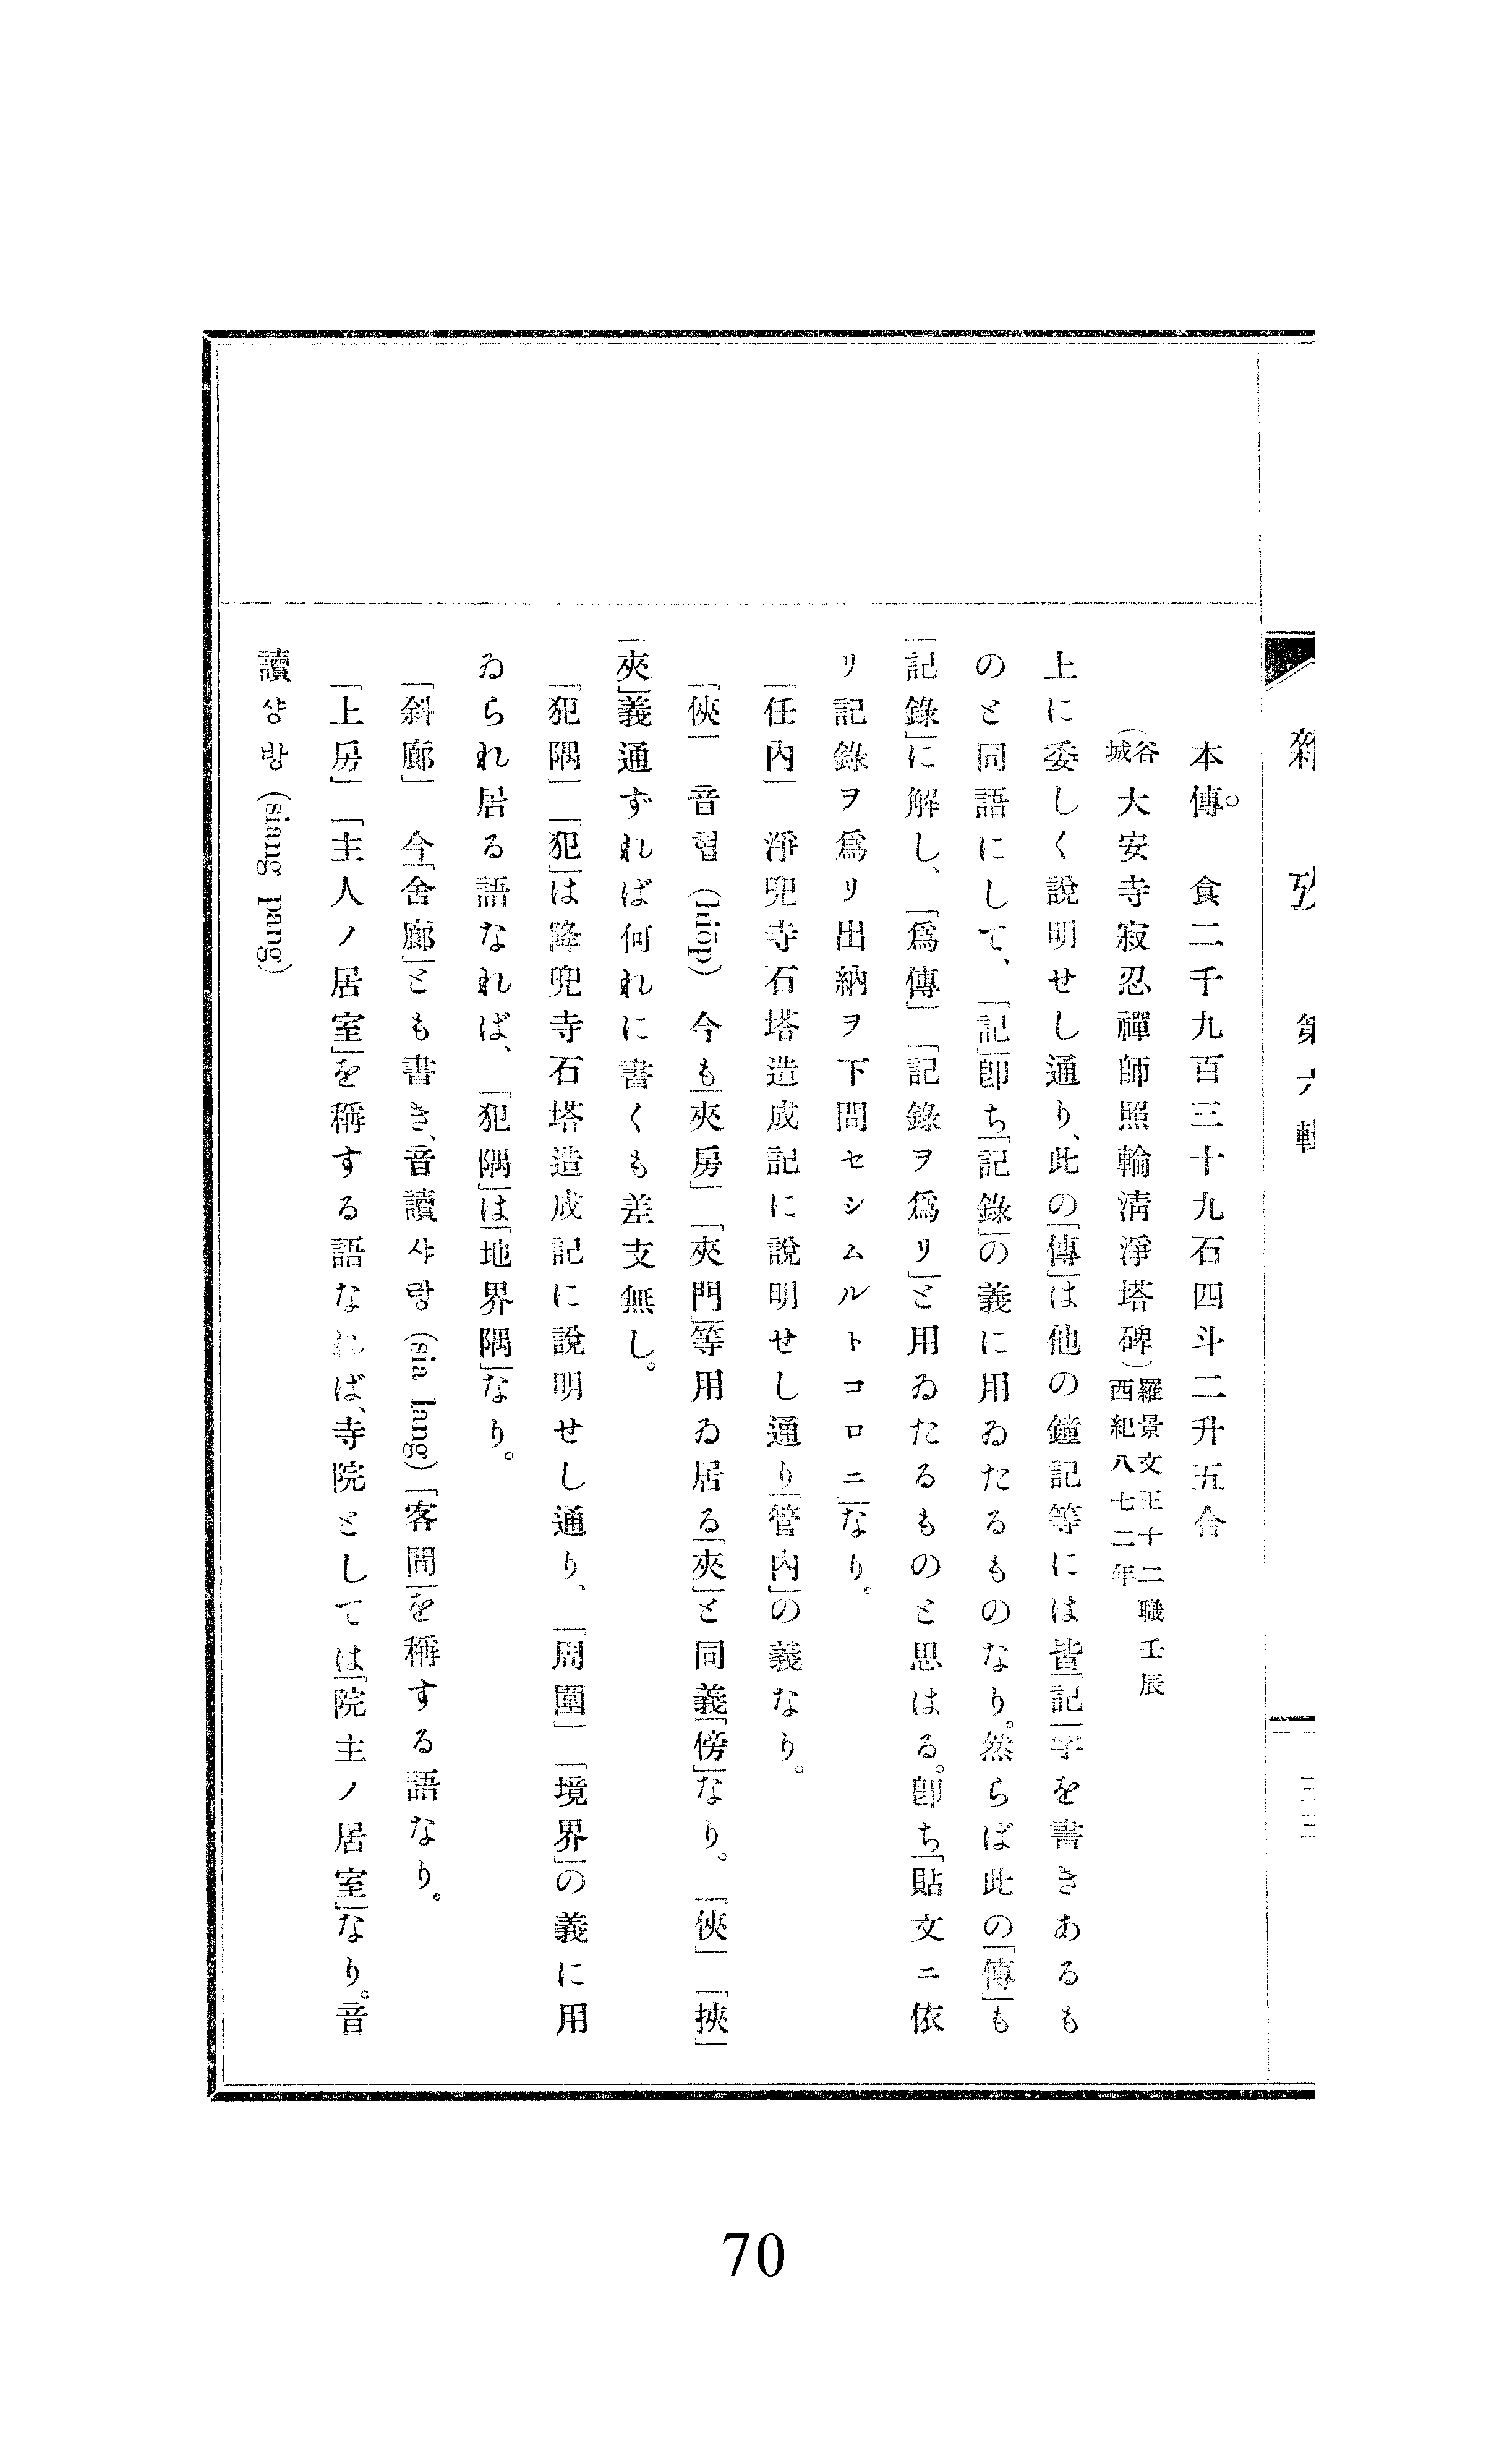 雜攷 第六輯 三三
本傳。 食二千九百三十九石四斗二升五合
(谷城大安寺寂忍禪師照輪淸淨塔碑)羅景文王十二職壬辰西紀八七二年
上に委しく說明せし通り、此の「傳」は他の鐘記等には皆「記」字を書きあるも
のと同語にして、「記」卽ち「記錄」の義に用ゐたるものなり。然らば此の「傳」も
「記錄」に解し、「爲傳」「記錄ヲ爲リ」と用ゐたるものと思はる。卽ち「貼文ニ依
リ記錄ヲ爲リ出納ヲ下問セシムルトコロニ」なり。
「任內」 淨兜寺石塔造成記に說明せし通り「管內」の義なり。
「俠」 音협 (hiŏp) 今も「夾房」「夾門」等用ゐ居る「夾」と同義「傍」なり。「俠」「挾」
「夾」義通ずれば何れに書くも差支無し。
「犯隅」「犯」は降兜寺石塔造成記に說明せし通り、「周圍」「境界」の義に用
ゐられ居る語なれば、「犯隅」は「地界隅」なり。
「斜廊」 今「舍廊」とも書き、音讀샤랑 (sia lang)「客間」を稱する語なり。
「上房」「主人ノ居室」を稱する語なれば、寺院としては「院主ノ居室」なり。音
讀샹방 (siang pang)
70